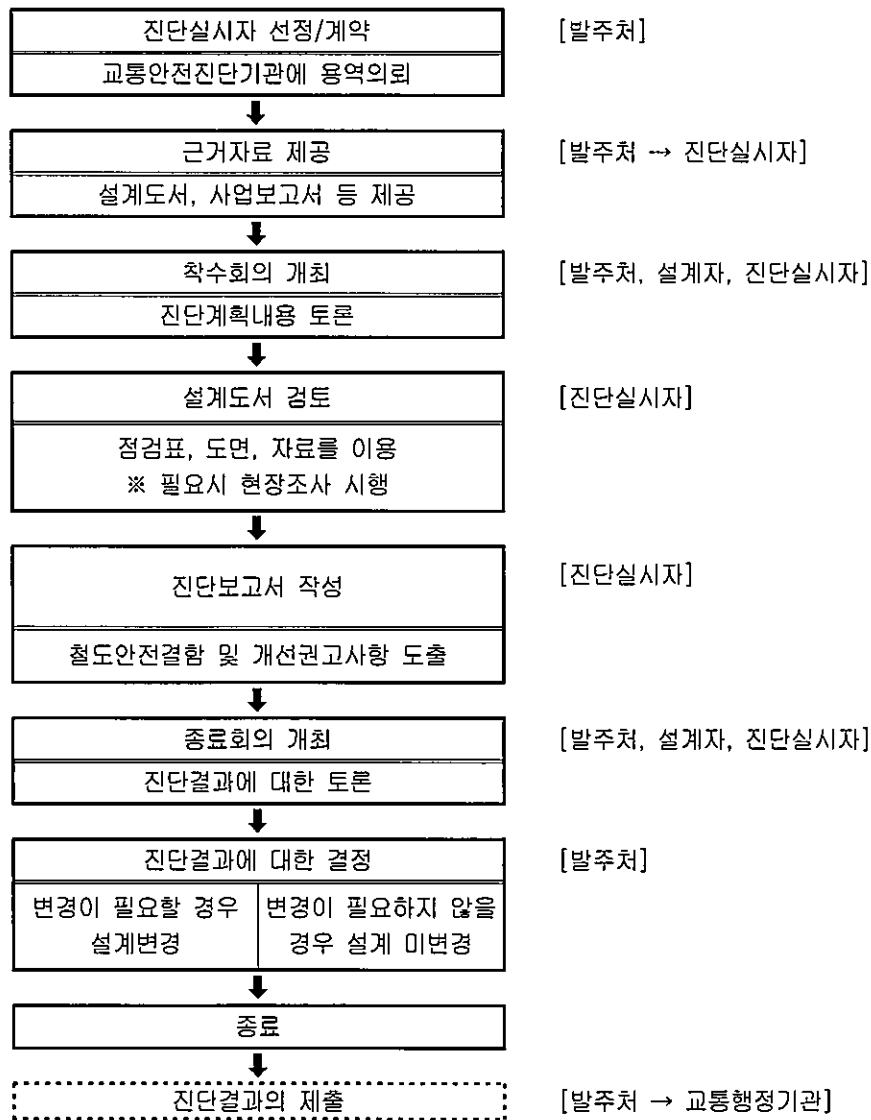 진단실시자 선정/계약 [발주처]
교통안전진단기관에 용역의뢰
근거자료 제공 [발주처 → 진단실시자]
설계도서, 사업보고서 등 제공
착수회의 개최 [발주처, 설계자, 진단실시자]
진단계획내용 토론
설계도서 검토 [진단실시자]
점검표, 도면, 자료를 이용
※ 필요시 현장조사 시행
진단보고서 작성 [진단실시자]
철도안전결함 및 개선권고사항 도출
종료회의 개최 [발주처, 설계자, 진단실시자]
진단결과에 대한 토론
진단결과에 대한 결정 [발주처]
변경이 필요할 경우 설계변경
변경이 필요하지 않을 경우 설계 미변경
종료
진단결과의 제출 [발주처 → 교통행정기관]